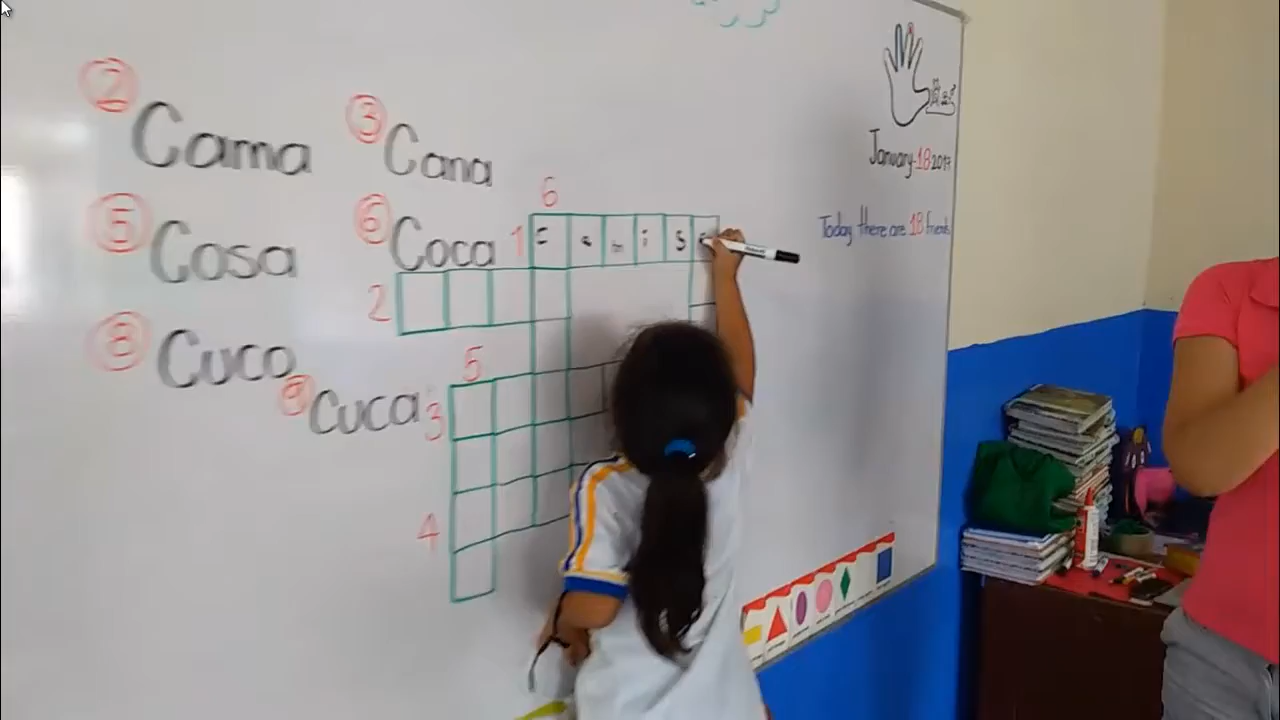 ② Cama
③ Cana
⑤ Cosa
⑥ Coca
⑧ Cuco
⑨ Cuca
6
1 C a m i s
2
5
3
4
January-18 2017
Today there are 18 friends